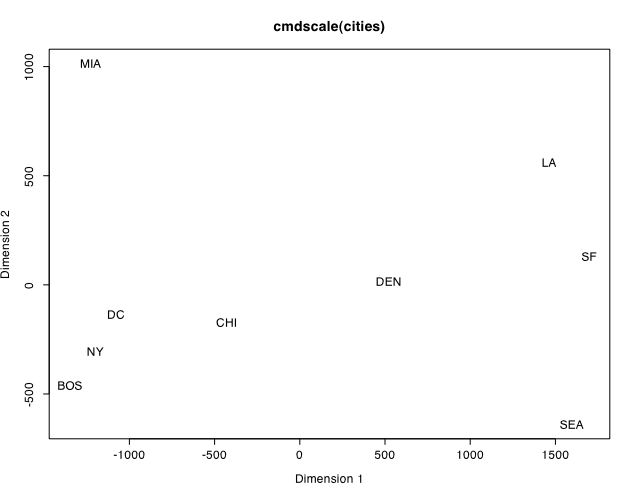 cmdscale(cities)
1000
MIA
LA
500
SF
DEN
0
DC
CHI
NY
BOS
-500
SEA
Dimension 2
-1000 -500 0 500 1000 1500
Dimension 1